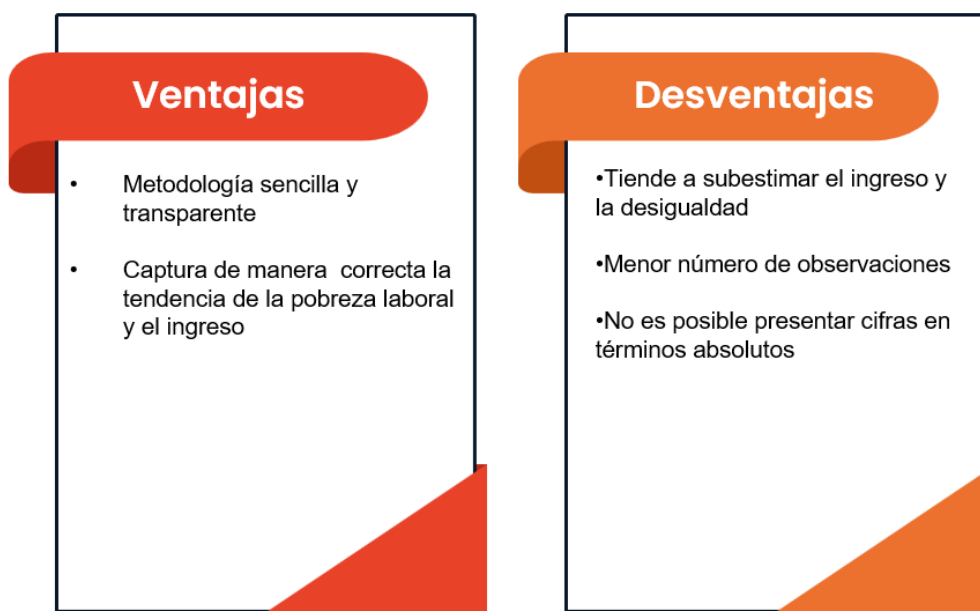 Ventajas
• Metodología sencilla y
transparente
• Captura de manera correcta la
tendencia de la pobreza laboral
y el ingreso
Desventajas
•Tiende a subestimar el ingreso y
la desigualdad
•Menor número de observaciones
•No es posible presentar cifras en
términos absolutos